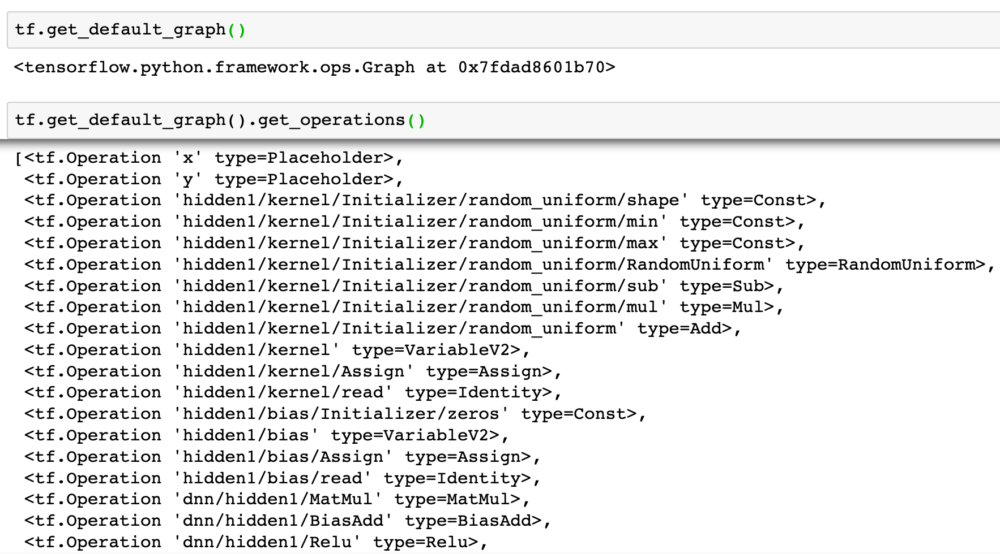 tf.get_default_graph()
<tensorflow.python.framework.ops.Graph at 0x7fdad8601b70>
tf.get_default_graph().get_operations()
[<tf.Operation 'x' type=Placeholder>,
<tf.Operation 'y' type=Placeholder>,
<tf.Operation 'hidden1/kernel/Initializer/random_uniform/shape' type=Const>,
<tf.Operation 'hidden1/kernel/Initializer/random_uniform/min' type=Const>,
<tf.Operation 'hidden1/kernel/Initializer/random_uniform/max' type=Const>,
<tf.Operation 'hidden1/kernel/Initializer/random_uniform/RandomUniform' type=RandomUniform>,
<tf.Operation 'hidden1/kernel/Initializer/random_uniform/sub' type=Sub>,
<tf.Operation 'hidden1/kernel/Initializer/random_uniform/mul' type=Mul>,
<tf.Operation 'hidden1/kernel/Initializer/random_uniform' type=Add>,
<tf.Operation 'hidden1/kernel' type=VariableV2>,
<tf.Operation 'hidden1/kernel/Assign' type=Assign>,
<tf.Operation 'hidden1/kernel/read' type=Identity>,
<tf.Operation 'hidden1/bias/Initializer/zeros' type=Const>,
<tf.Operation 'hidden1/bias' type=VariableV2>,
<tf.Operation 'hidden1/bias/Assign' type=Assign>,
<tf.Operation 'hidden1/bias/read' type=Identity>,
<tf.Operation 'dnn/hidden1/MatMul' type=MatMul>,
<tf.Operation 'dnn/hidden1/BiasAdd' type=BiasAdd>,
<tf.Operation 'dnn/hidden1/Relu' type=Relu>,